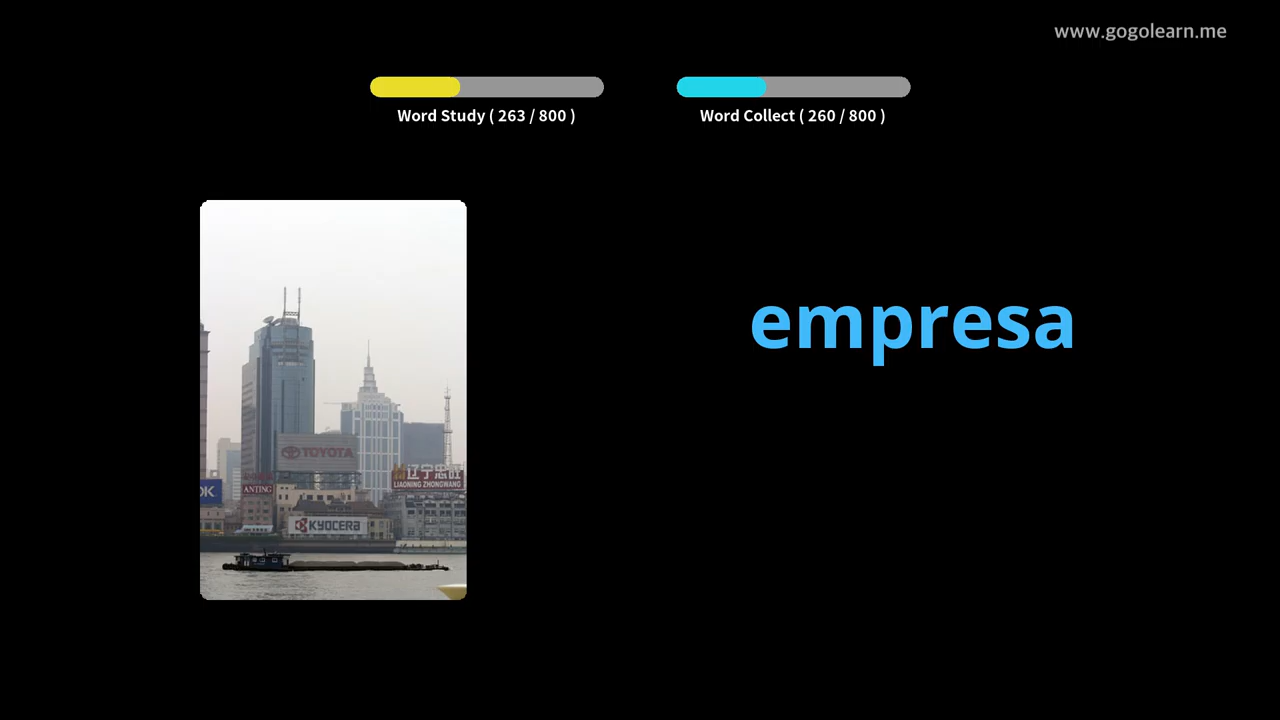 www.gogolearn.me
Word Study ( 263 / 800 )
Word Collect ( 260 / 800 )
empresa
TOYOTA
辽宁忠旺
LIAONING ZHONGWANG
OK
ANTING
KYOCERA